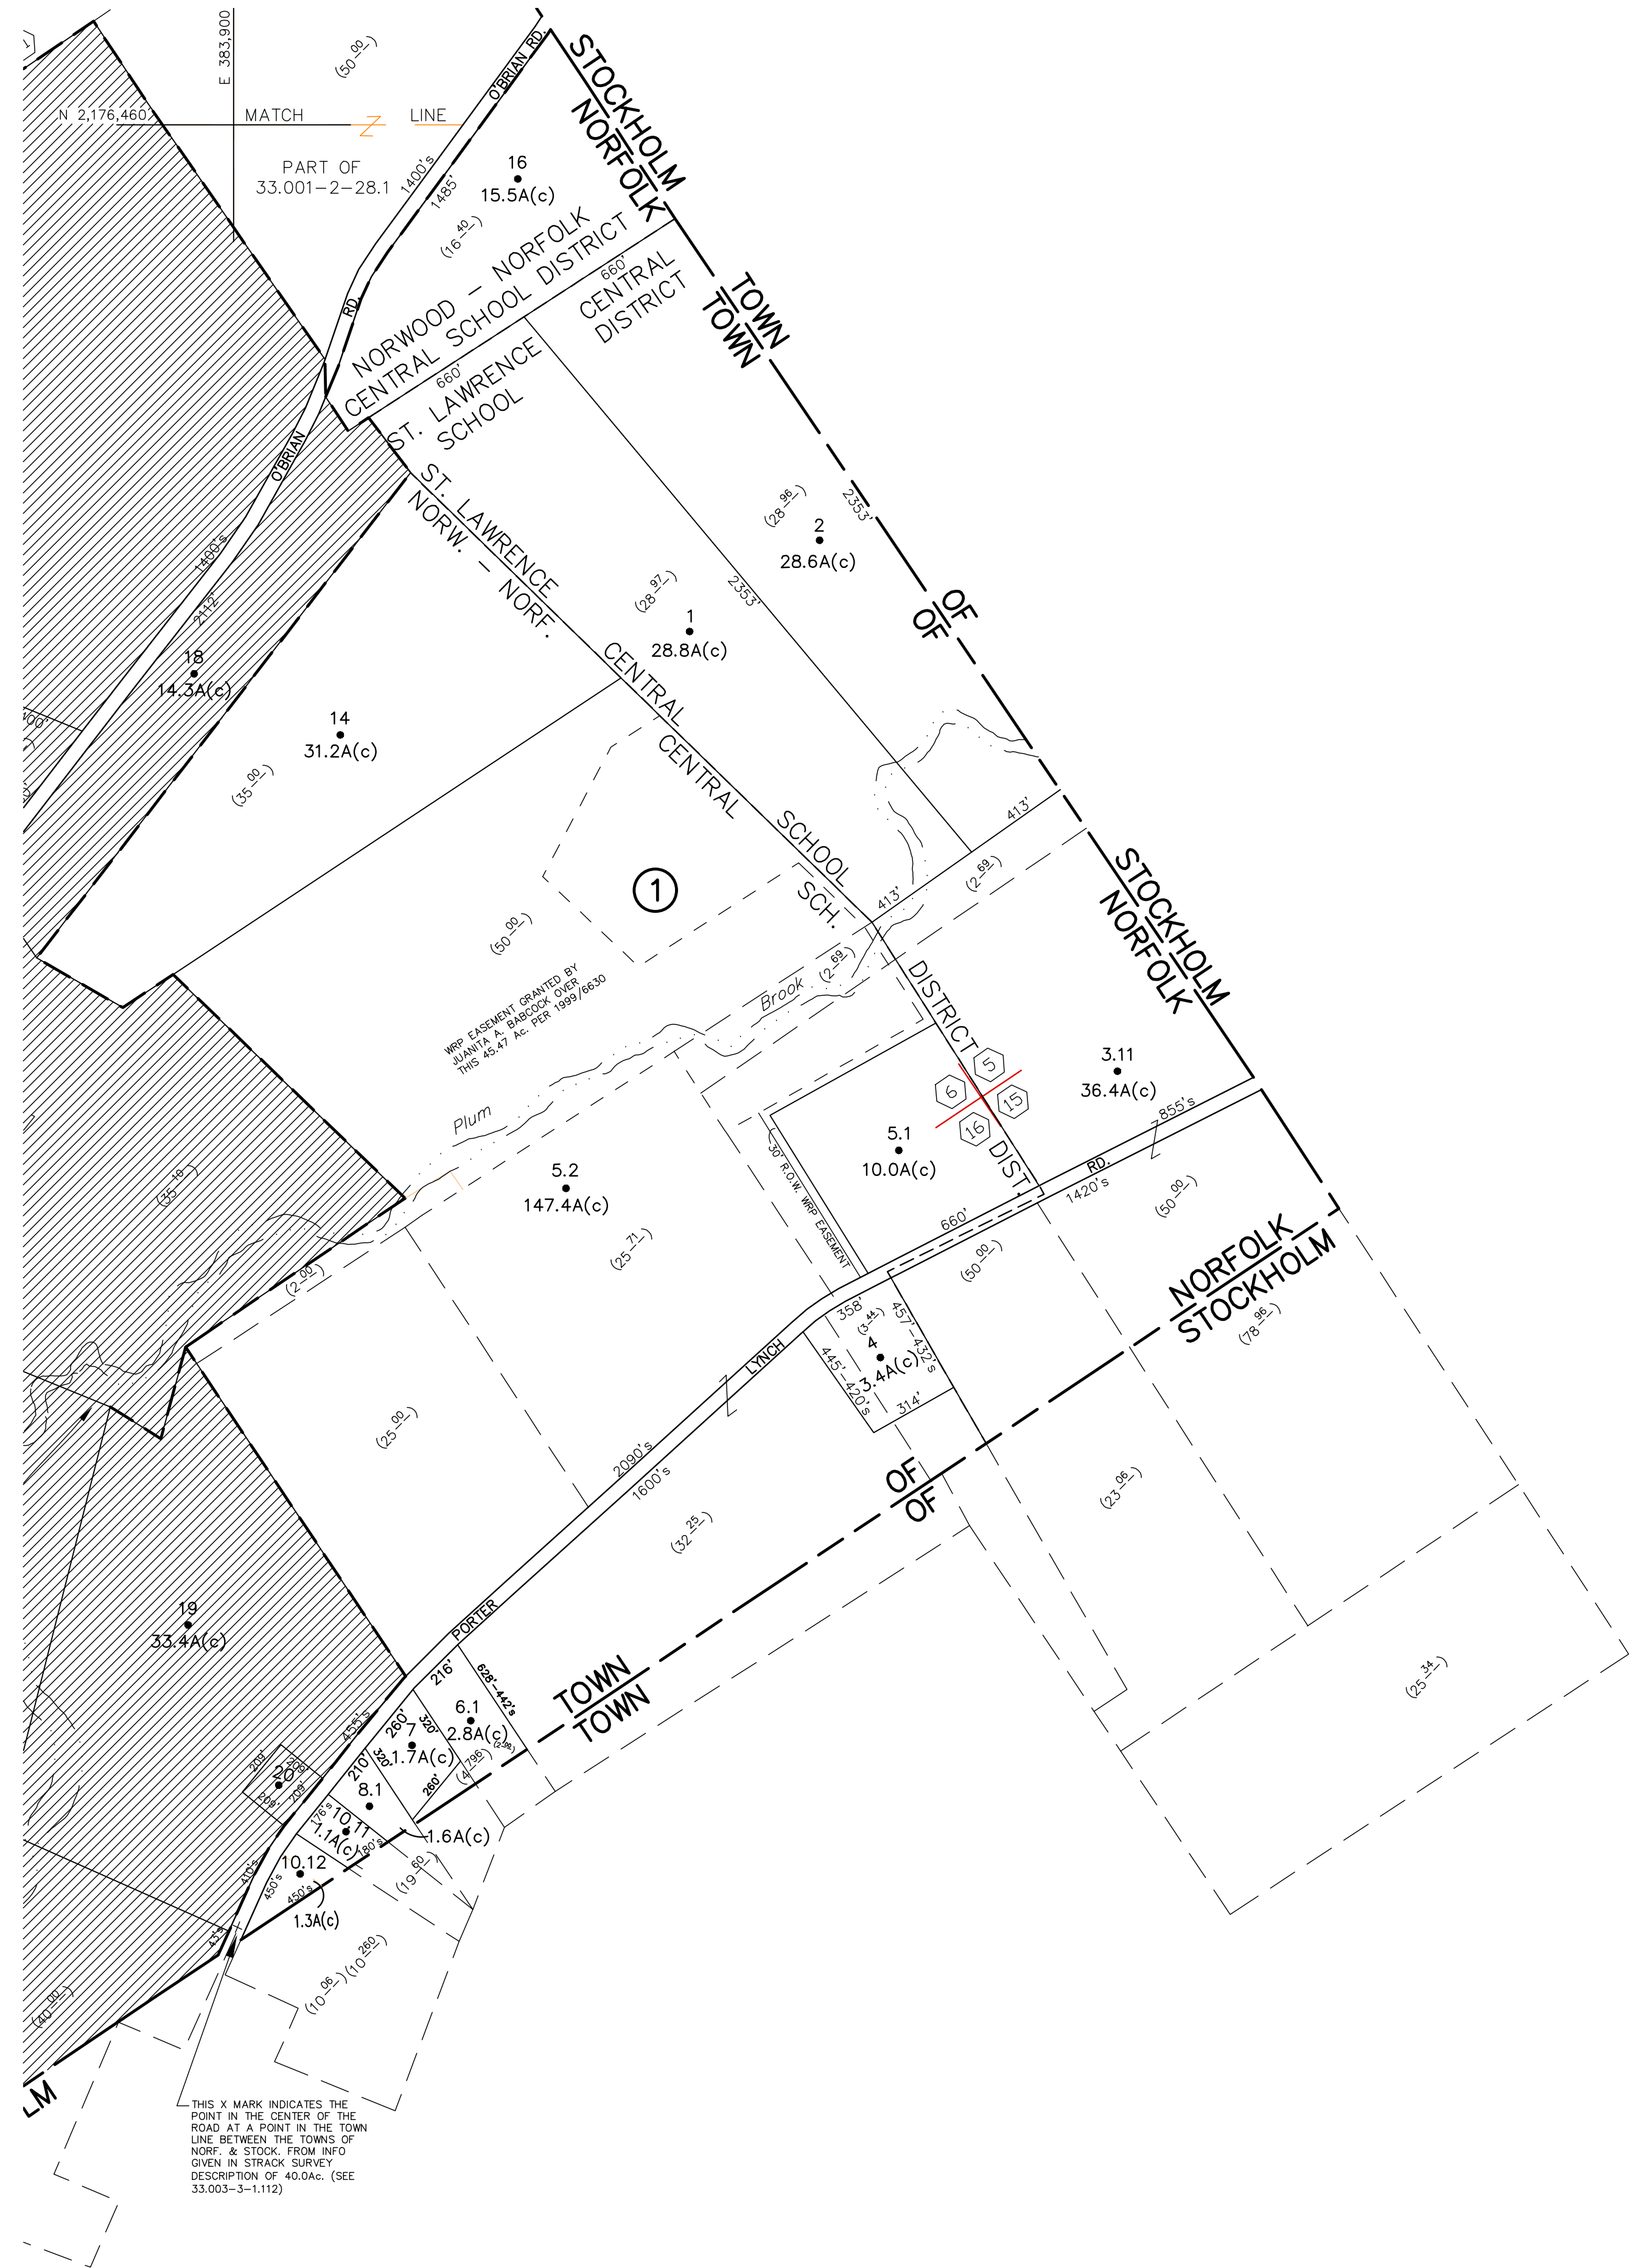 E 383,900
(50 00)
O'BRIAN RD.
STOCKHOLM
NORFOLK
N 2,176,460'
MATCH
LINE
PART OF
33.001-2-28.1
1400's
1485'
16
15.5A(c)
(16 40)
NORWOOD - NORFOLK
CENTRAL SCHOOL DISTRICT
660'
CENTRAL
DISTRICT
TOWN
TOWN
RD.
660'
ST. LAWRENCE
SCHOOL
O'BRIAN
ST. LAWRENCE
NORW. - NORF.
(28 96)
2353'
2
28.6A(c)
1400's
2112'
(28 97)
2353'
1
28.8A(c)
OF
OF
18
14.3A(c)
14
31.2A(c)
(35 00)
CENTRAL
CENTRAL
SCHOOL
SCH.
413'
413'
(2 69)
(2 69)
STOCKHOLM
NORFOLK
1
(50 00)
WRP EASEMENT GRANTED BY
JUANITA A. BABCOCK OVER
THIS 45.47 Ac. PER 1999/6630
Brook
Plum
DISTRICT
5
6
15
16
3.11
36.4A(c)
855's
5.1
10.0A(c)
DIST.
RD.
1420's
(50 00)
5.2
147.4A(c)
30' R.O.W. WRP EASEMENT
(35 10)
660'
(50 00)
(25 71)
NORFOLK
STOCKHOLM
(78 96)
(2 00)
358'
(3 44)
457'-432's
4
3.4A(c)
445'-420's
314'
LYNCH
(25 00)
2090's
1600's
OF
OF
(23 06)
(32 25)
19
33.4A(c)
PORTER
216'
628'-442's
TOWN
TOWN
(25 34)
6.1
2.8A(c)
455's
260'
320'
7
1.7A(c)
320'
260'
(4 796)
209'
209'
20
209'
209'
210'
8.1
1.6A(c)
176's
10.11
1.1A(c)
180's
(19 60)
10.12
410's
450's
450's
1.3A(c)
43's
(10 06)
(10 260)
(40 00)
LM
THIS X MARK INDICATES THE
POINT IN THE CENTER OF THE
ROAD AT A POINT IN THE TOWN
LINE BETWEEN THE TOWNS OF
NORF. & STOCK. FROM INFO
GIVEN IN STRACK SURVEY
DESCRIPTION OF 40.0Ac. (SEE
33.003-3-1.112)